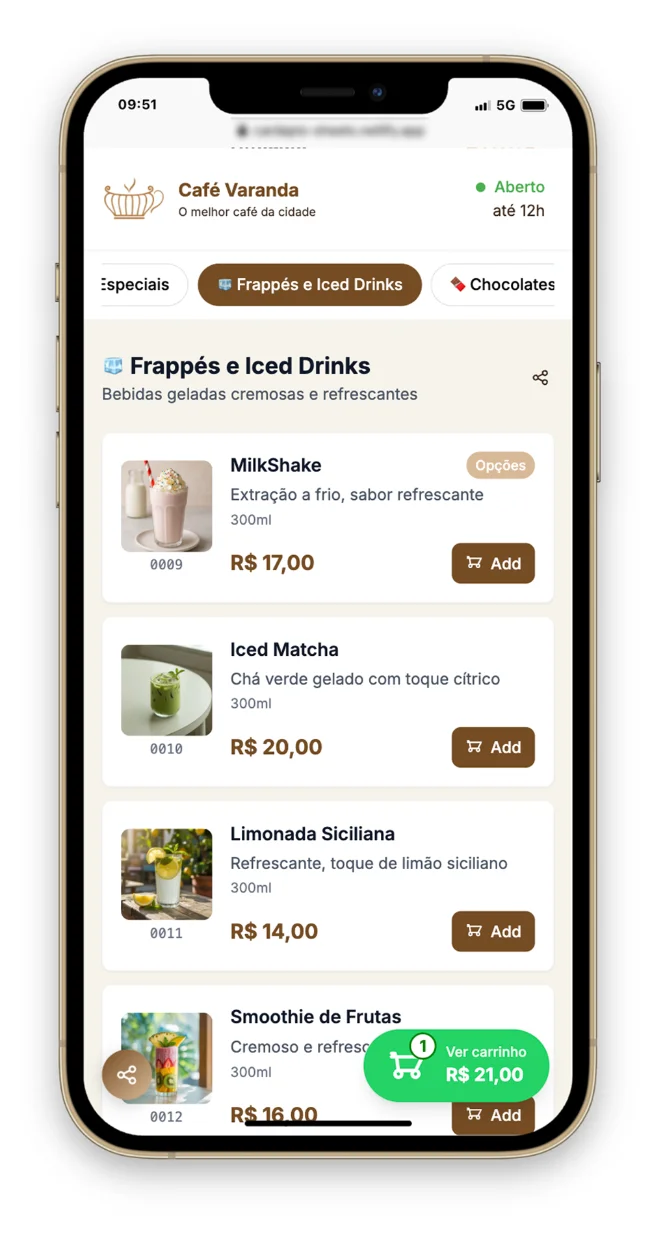 09:51
5G
Café Varanda
O melhor café da cidade
Aberto
até 12h
Especiais
Frappés e Iced Drinks
Chocolates
Frappés e Iced Drinks
Bebidas geladas cremosas e refrescantes
MilkShake
Opções
Extração a frio, sabor refrescante
300ml
0009
R$ 17,00
Add
Iced Matcha
Chá verde gelado com toque cítrico
300ml
0010
R$ 20,00
Add
Limonada Siciliana
Refrescante, toque de limão siciliano
300ml
0011
R$ 14,00
Add
Smoothie de Frutas
Cremoso e refresc
300ml
0012
R$ 16,00
Add
1
Ver carrinho
R$ 21,00